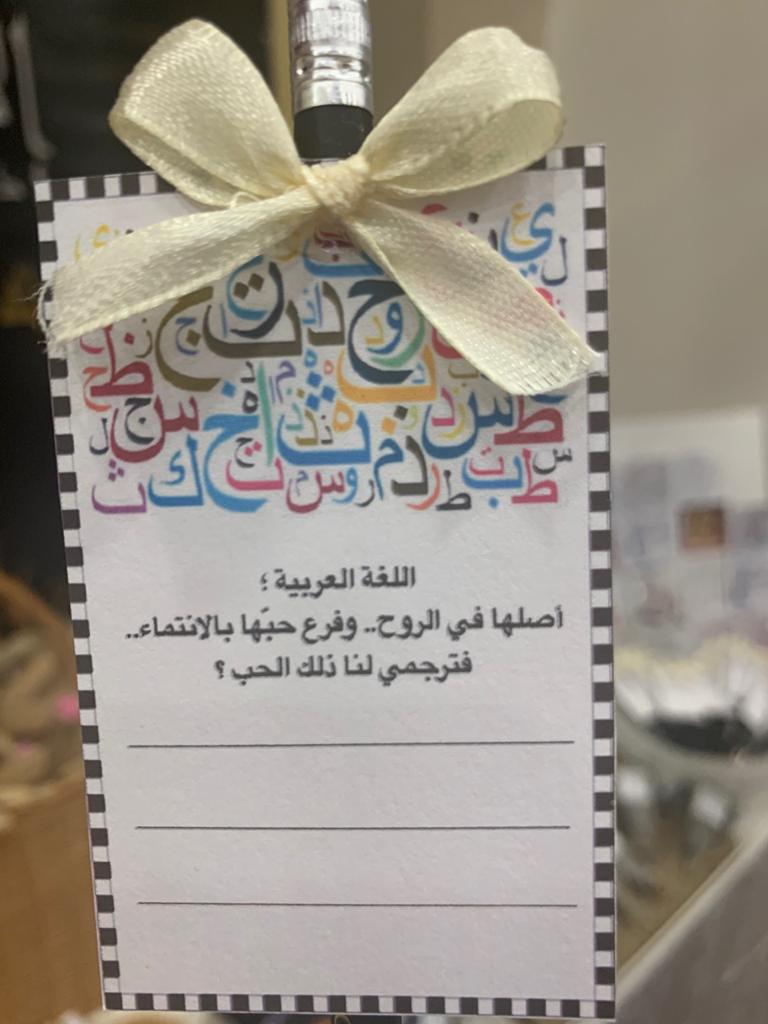 اللغة العربية ؛
أصلها في الروح.. وفرع حبّها بالانتماء..
فترجمي لنا ذلك الحب ؟